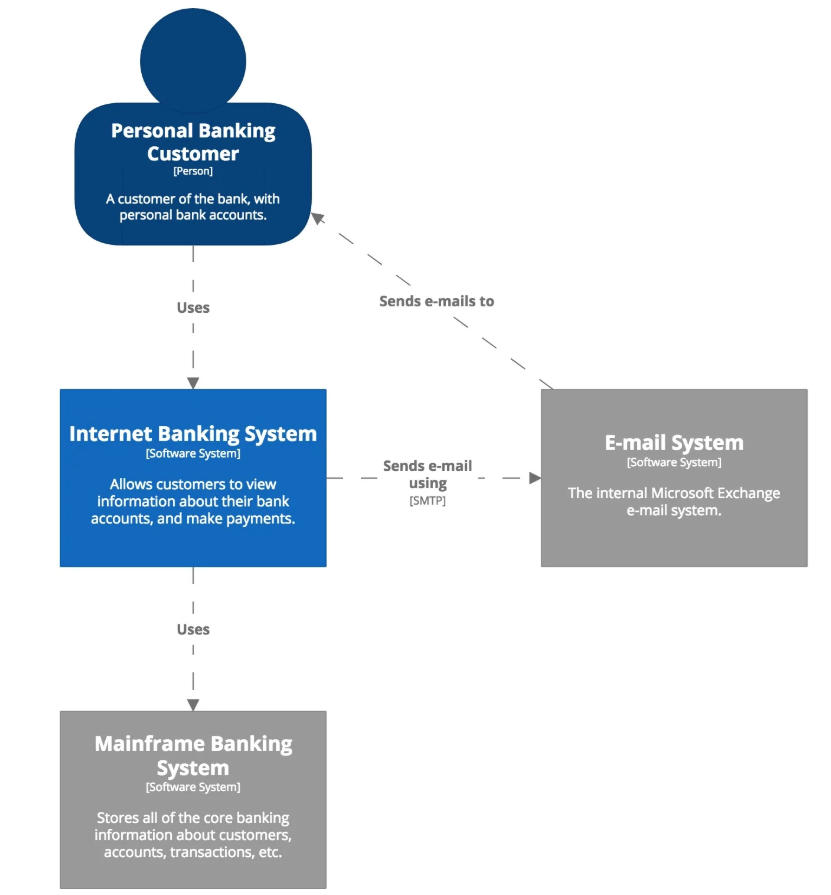 Personal Banking
Customer
[Person]
A customer of the bank, with
personal bank accounts.
Uses
Sends e-mails to
Internet Banking System
[Software System]
Allows customers to view
information about their bank
accounts, and make payments.
Sends e-mail
using
[SMTP]
E-mail System
[Software System]
The internal Microsoft Exchange
e-mail system.
Uses
Mainframe Banking
System
[Software System]
Stores all of the core banking
information about customers,
accounts, transactions, etc.